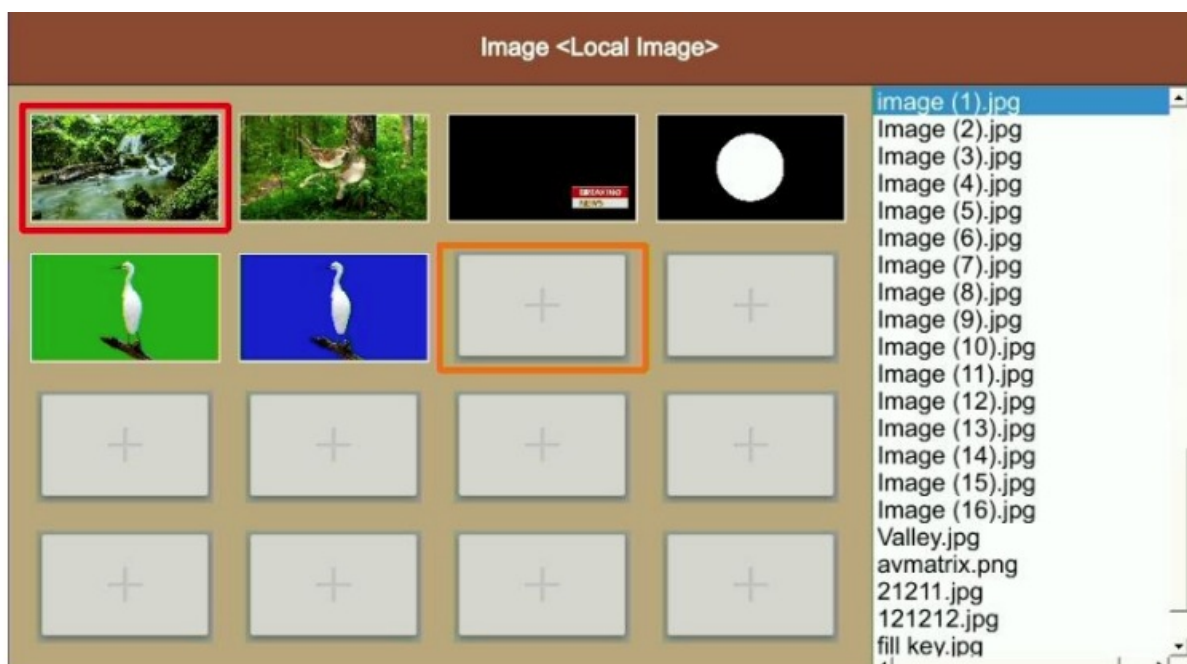 Image <Local Image>
BREAKING
NEWS
image (1).jpg
Image (2).jpg
Image (3).jpg
Image (4).jpg
Image (5).jpg
Image (6).jpg
Image (7).jpg
Image (8).jpg
Image (9).jpg
Image (10).jpg
Image (11).jpg
Image (12).jpg
Image (13).jpg
Image (14).jpg
Image (15).jpg
Image (16).jpg
Valley.jpg
avmatrix.png
21211.jpg
121212.jpg
fill key.jpg